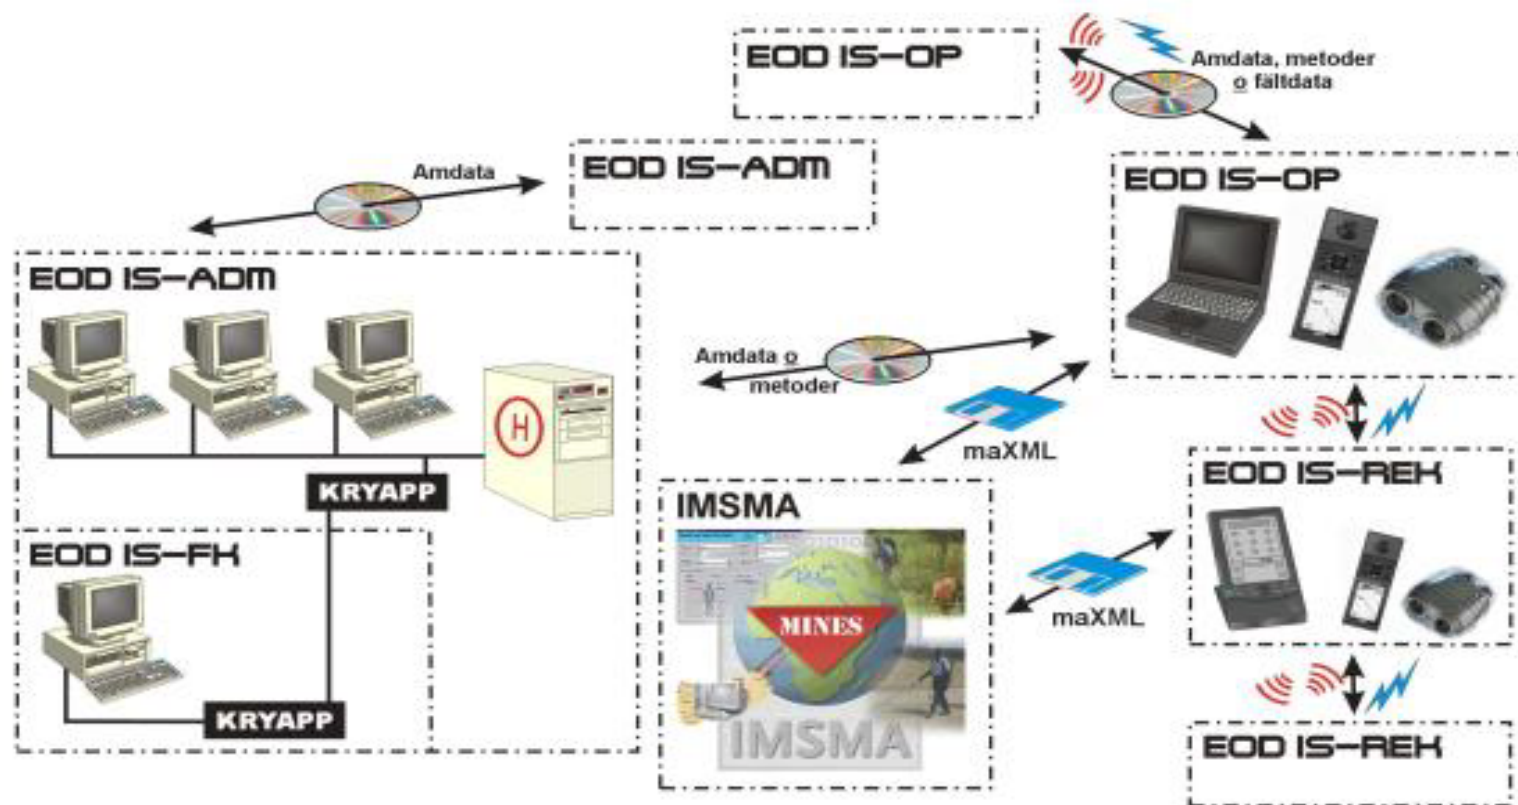 EOD IS-OP
Amdata, metoder
o fältdata
EOD IS-ADM
Amdata
EOD IS-OP
EOD IS-ADM
H
Amdata o
metoder
maXML
KRYAPP
IMSMA
EOD IS-REK
EOD IS-FK
MINES
maXML
KRYAPP
IMSMA
EOD IS-REK